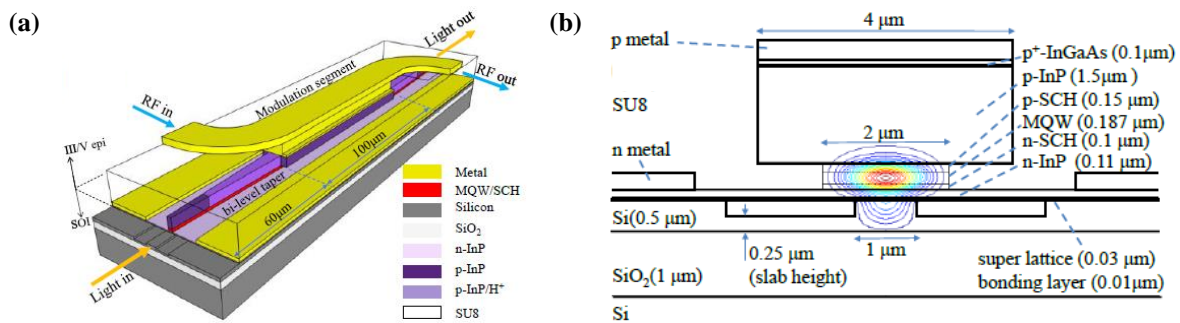 (a)
Light out
RF out
Modulation segment
RF in
III/V epi
100μm
bi-level taper
60μm
SOI
Light in
Metal
MQW/SCH
Silicon
SiO2
n-InP
p-InP
p-InP/H+
SU8
(b)
4 μm
p metal
p+-InGaAs (0.1μm)
p-InP (1.5μm )
p-SCH (0.15 μm)
SU8
MQW (0.187 μm)
2 μm
n-SCH (0.1 μm)
n metal
n-InP (0.11 μm)
Si(0.5 μm)
0.25 μm
(slab height)
1 μm
super lattice (0.03 μm)
bonding layer (0.01μm)
SiO2(1 μm)
Si